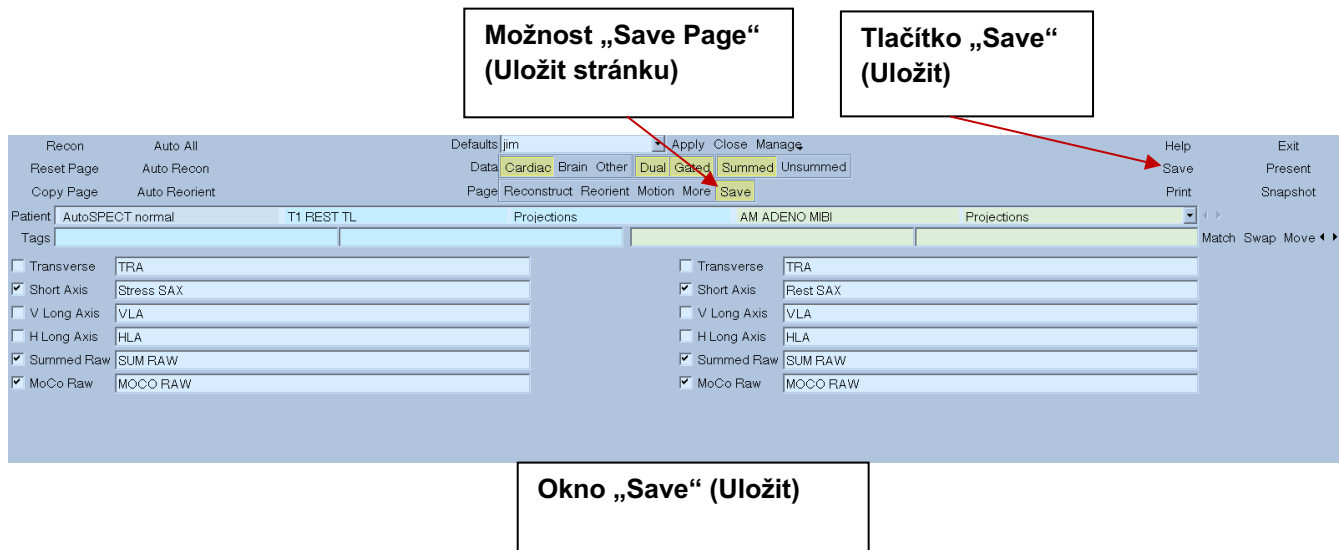 Možnost „Save Page“
(Uložit stránku)
Tlačítko „Save“
(Uložit)
Recon Auto All Defaults jim Apply Close Manage Help Exit
Reset Page Auto Recon Data Cardiac Brain Other Dual Gated Summed Unsummed Save Present
Copy Page Auto Reorient Page Reconstruct Reorient Motion More Save Print Snapshot
Patient AutoSPECT normal T1 REST TL Projections AM ADENO MIBI Projections
Tags Match Swap Move
Transverse TRA Transverse TRA
Short Axis Stress SAX Short Axis Rest SAX
V Long Axis VLA V Long Axis VLA
H Long Axis HLA H Long Axis HLA
Summed Raw SUM RAW Summed Raw SUM RAW
MoCo Raw MOCO RAW MoCo Raw MOCO RAW
Okno „Save“ (Uložit)